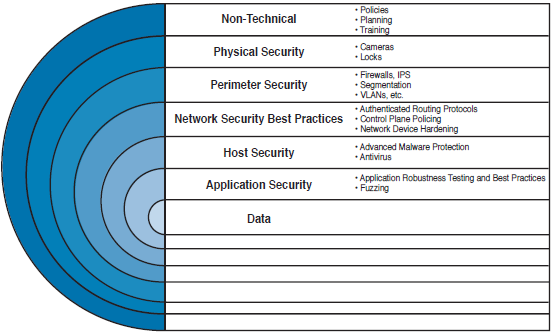 Non-Technical
• Policies
• Planning
• Training
Physical Security
• Cameras
• Locks
Perimeter Security
• Firewalls, IPS
• Segmentation
• VLANs, etc.
Network Security Best Practices
• Authenticated Routing Protocols
• Control Plane Policing
• Network Device Hardening
Host Security
• Advanced Malware Protection
• Antivirus
Application Security
• Application Robustness Testing and Best Practices
• Fuzzing
Data